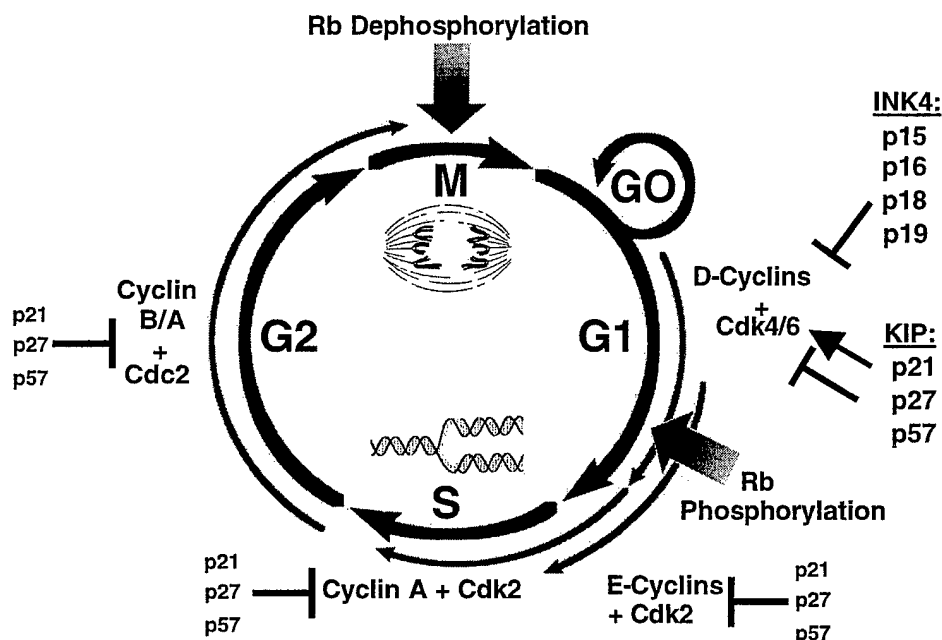 Rb Dephosphorylation
INK4:
p15
p16
p18
p19
GO
M
D-Cyclins
+
Cdk4/6
KIP:
p21
p27
p57
Cyclin
B/A
+
Cdc2
p21
p27
p57
G2
G1
S
Rb
Phosphorylation
p21
p27
p57
Cyclin A + Cdk2
E-Cyclins
+ Cdk2
p21
p27
p57